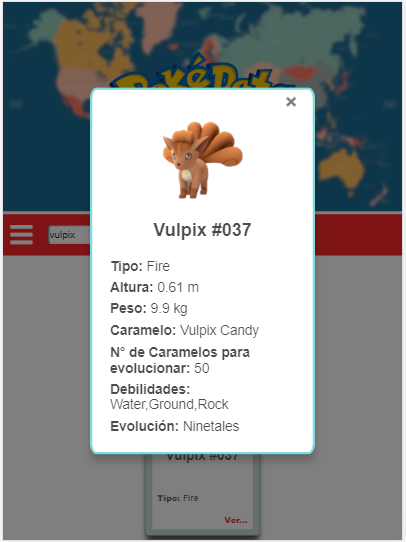 PokéData
×
Vulpix #037
vulpix
Tipo: Fire
Altura: 0.61 m
Peso: 9.9 kg
Caramelo: Vulpix Candy
N° de Caramelos para
evolucionar: 50
Debilidades:
Water,Ground,Rock
Evolución: Ninetales
Vulpix #037
Tipo: Fire
Ver...